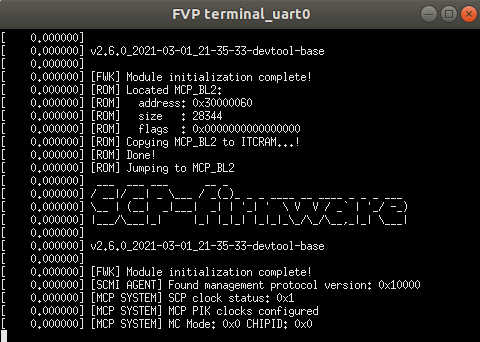 FVP terminal_uart0
[    0.000000]
[    0.000000] v2.6.0_2021-03-01_21-35-33-devtool-base
[    0.000000]
[    0.000000] [FWK] Module initialization complete!
[    0.000000] [ROM] Located MCP_BL2:
[    0.000000] [ROM]   address: 0x30000060
[    0.000000] [ROM]   size   : 28344
[    0.000000] [ROM]   flags  : 0x0000000000000000
[    0.000000] [ROM] Copying MCP_BL2 to ITCRAM...!
[    0.000000] [ROM] Done!
[    0.000000] [ROM] Jumping to MCP_BL2
[    0.000000]
[    0.000000] SCP-firmware
[    0.000000]
[    0.000000]
[    0.000000]
[    0.000000] v2.6.0_2021-03-01_21-35-33-devtool-base
[    0.000000]
[    0.000000] [FWK] Module initialization complete!
[    0.000000] [SCMI AGENT] Found management protocol version: 0x10000
[    0.000000] [MCP SYSTEM] SCP clock status: 0x1
[    0.000000] [MCP SYSTEM] MCP PIK clocks configured
[    0.000000] [MCP SYSTEM] MC Mode: 0x0 CHIPID: 0x0